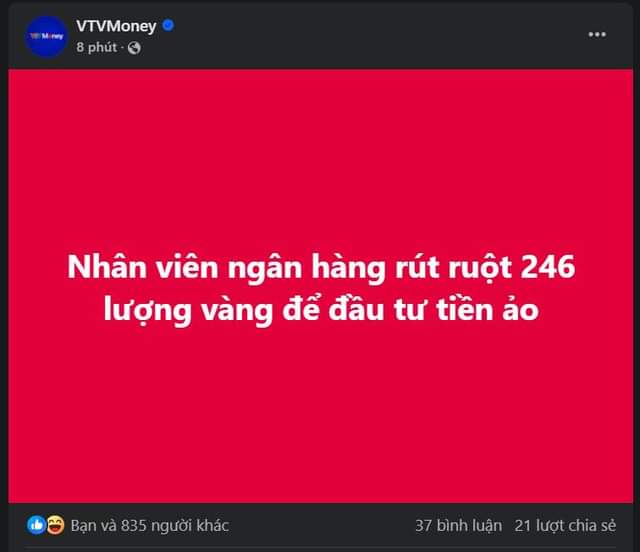 VTVMoney
VTVMoney
8 phút ·
Nhân viên ngân hàng rút ruột 246
lượng vàng để đầu tư tiền ảo
Bạn và 835 người khác
37 bình luận 21 lượt chia sẻ